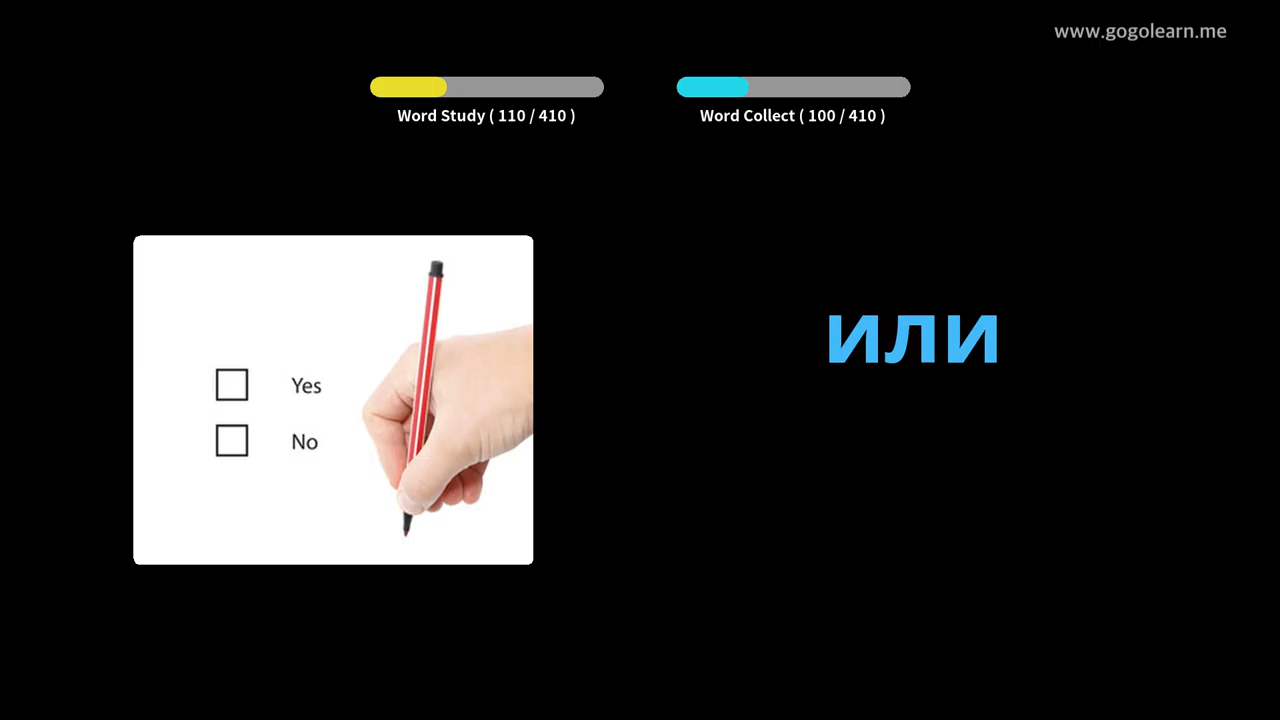 www.gogolearn.me
Word Study ( 110 / 410 )
Word Collect ( 100 / 410 )
или
Yes
No